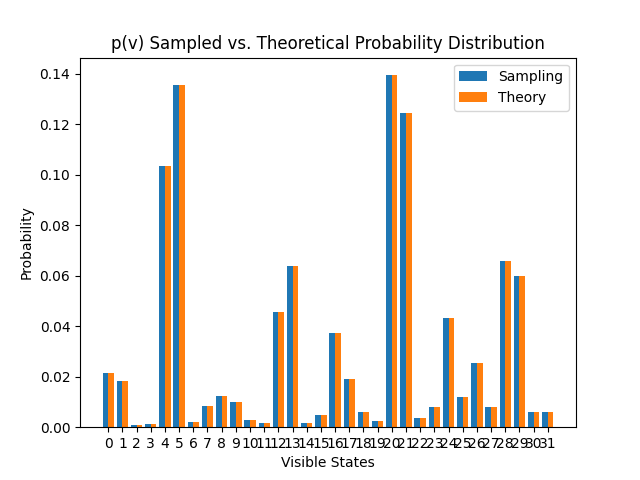 p(v) Sampled vs. Theoretical Probability Distribution
Sampling
Theory
0.14
0.12
0.10
0.08
0.06
0.04
0.02
0.00
Probability
0 1 2 3 4 5 6 7 8 9 10 11 12 13 14 15 16 17 18 19 20 21 22 23 24 25 26 27 28 29 30 31
Visible States